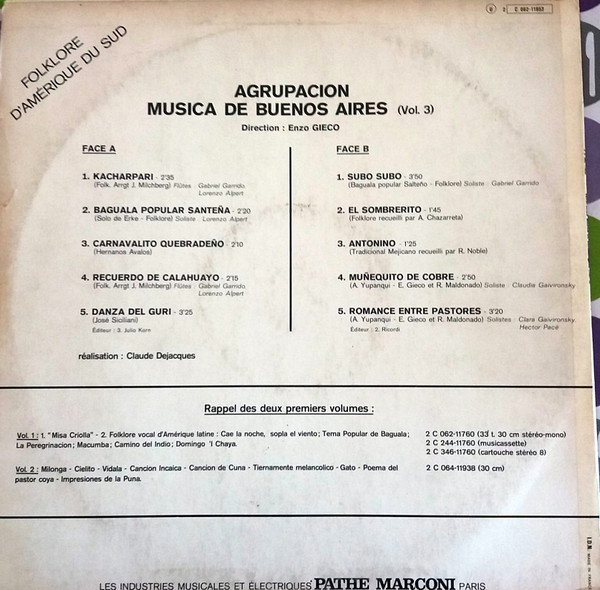 FOLKLORE
D'AMÉRIQUE DU SUD
AGRUPACION
MUSICA DE BUENOS AIRES (Vol. 3)
Direction : Enzo GIECO
FACE A
1. KACHARPARI - 2'35
(Folk. Arrgt J. Milchberg) Flûtes : Gabriel Garrido,
Lorenzo Alpert
2. BAGUALA POPULAR SANTEÑA - 2'20
(Solo de Erke - Folklore) Soliste : Lorenzo Alpert
3. CARNAVALITO QUEBRADEÑO - 2'10
(Hernanos Avalos)
4. RECUERDO DE CALAHUAYO - 2'15
(Folk. Arrgt J. Milchberg) Flûtes : Gabriel Garrido,
Lorenzo Alpert
5. DANZA DEL GURI - 3'25
(José Siciliani)
Éditeur : 3. Julio Korn
réalisation : Claude Dejacques
FACE B
1. SUBO SUBO - 3'50
(Baguala popular Salteño - Folklore) Soliste : Gabriel Garrido
2. EL SOMBRERITO - 1'45
(Folklore recueilli par A. Chazarreta)
3. ANTONINO - 1'25
(Tradicional Mejicano recueilli par R. Noble)
4. MUÑEQUITO DE COBRE - 2'50
(A. Yupanqui - E. Gieco et R. Maldonado) Soliste : Claudia Gaivironsky
5. ROMANCE ENTRE PASTORES - 3'20
(A. Yupanqui - E. Gieco et R. Maldonado) Solistes : Clara Gaivironsky,
Hector Pacé
Éditeur : 2. Ricordi
Rappel des deux premiers volumes :
Vol. 1 : 1. "Misa Criolla" - 2. Folklore vocal d'Amérique latine : Cae la noche, sopla el viento ; Tema Popular de Baguala ;
La Peregrinacion ; Macumba ; Camino del Indio ; Domingo 'l Chaya.
2 C 062-11760 (33 t. 30 cm stéréo-mono)
2 C 244-11760 (musicassette)
2 C 346-11760 (cartouche stéréo 8)
Vol. 2 : Milonga - Cielito - Vidala - Cancion Incaica - Cancion de Cuna - Tiernamente melancolico - Gato - Poema del
pastor coya - Impresiones de la Puna.
2 C 064-11938 (30 cm)
LES INDUSTRIES MUSICALES ET ÉLECTRIQUES PATHE MARCONI PARIS